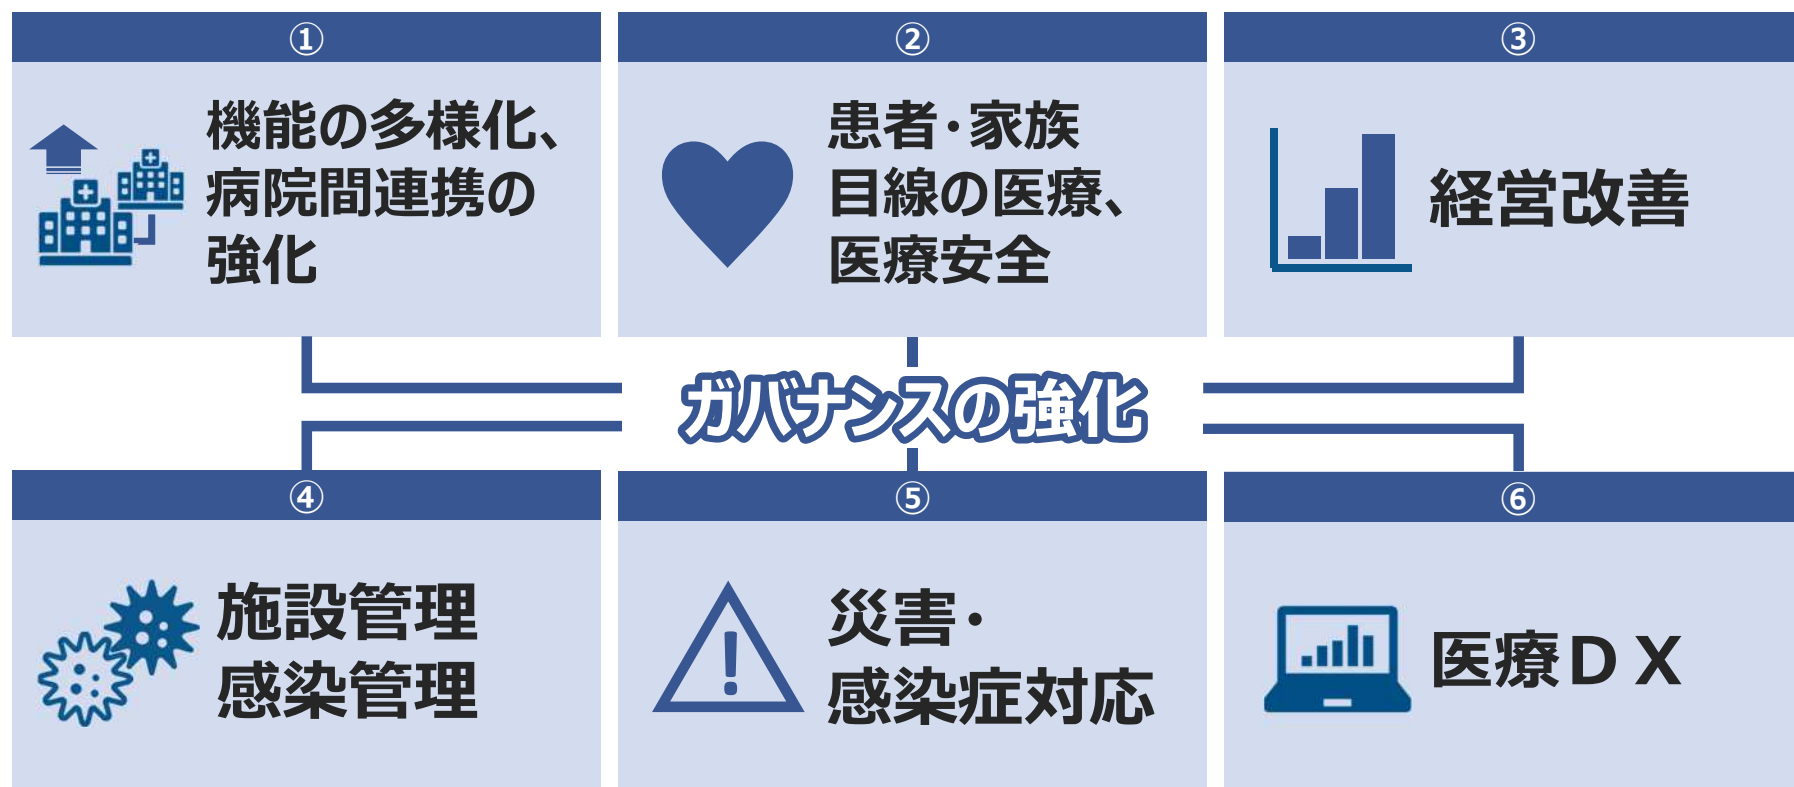 ①
機能の多様化、
病院間連携の
強化
②
患者・家族
目線の医療、
医療安全
③
経営改善
ガバナンスの強化
④
施設管理
感染管理
⑤
災害・
感染症対応
⑥
医療ＤＸ